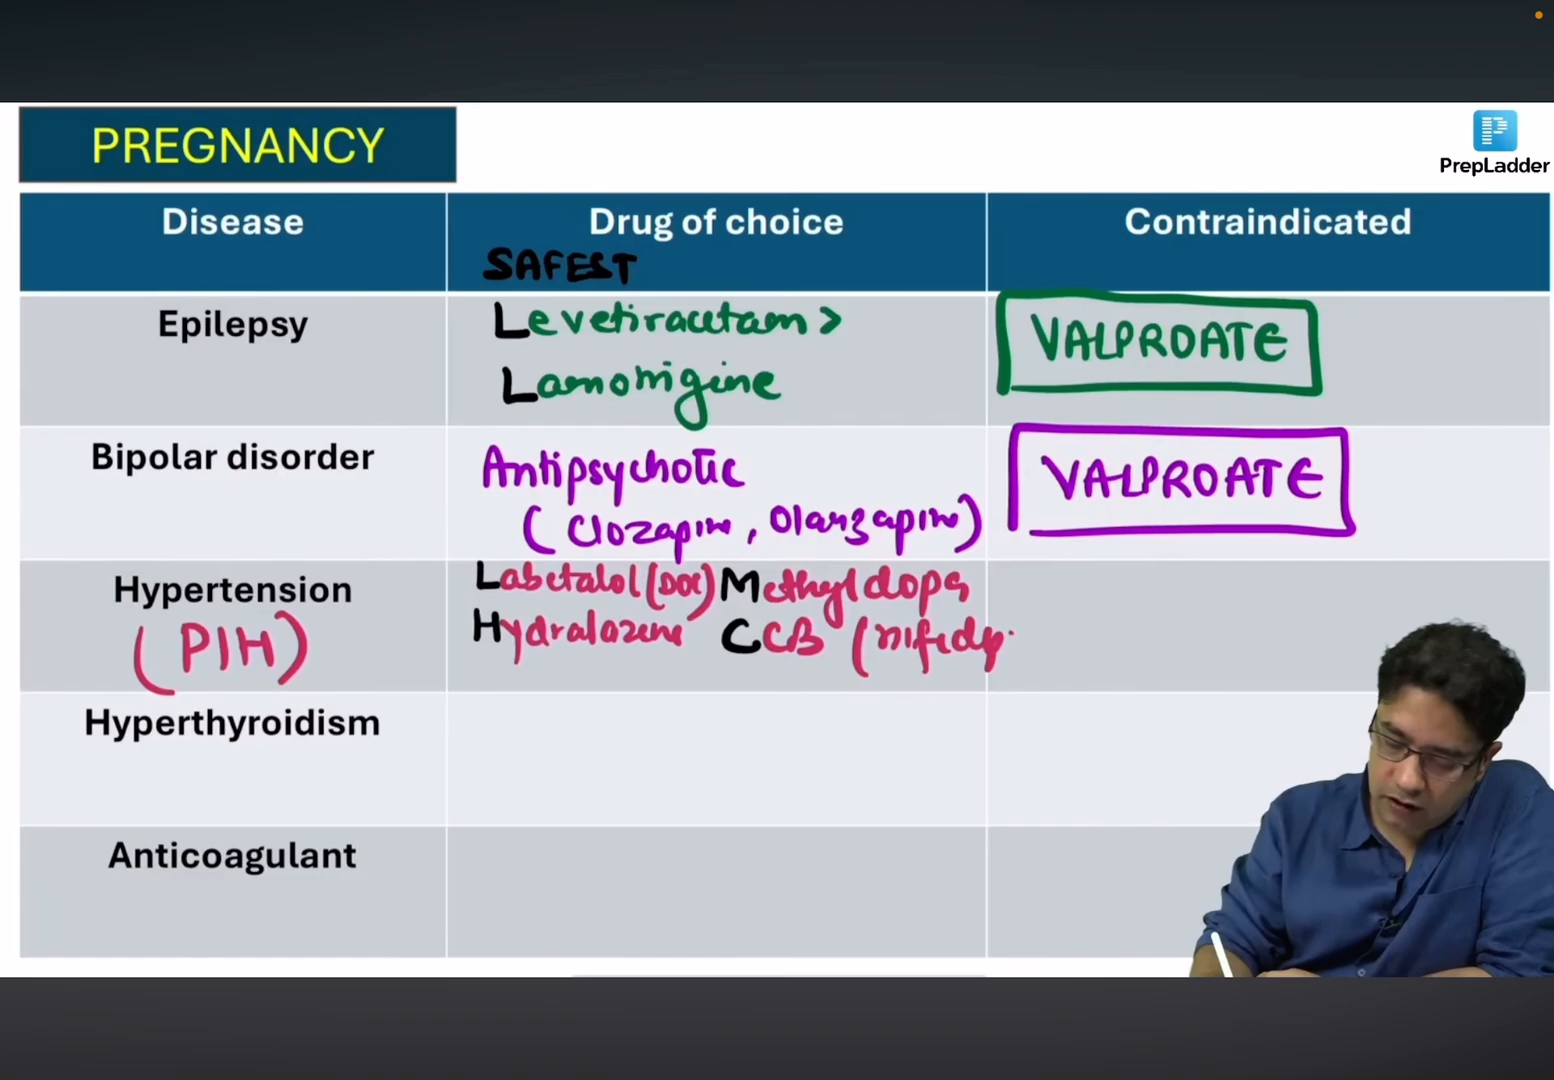 PREGNANCY
PrepLadder
Disease Drug of choice Contraindicated
SAFEST
Epilepsy Levetiracetam > VALPROATE
Lamotrigine
Bipolar disorder Antipsychotic VALPROATE
(Clozapine, Olanzapine)
Hypertension Labetalol (DOC) Methyldopa
(PIH) Hydralazine CCB (nifedip.
Hyperthyroidism
Anticoagulant